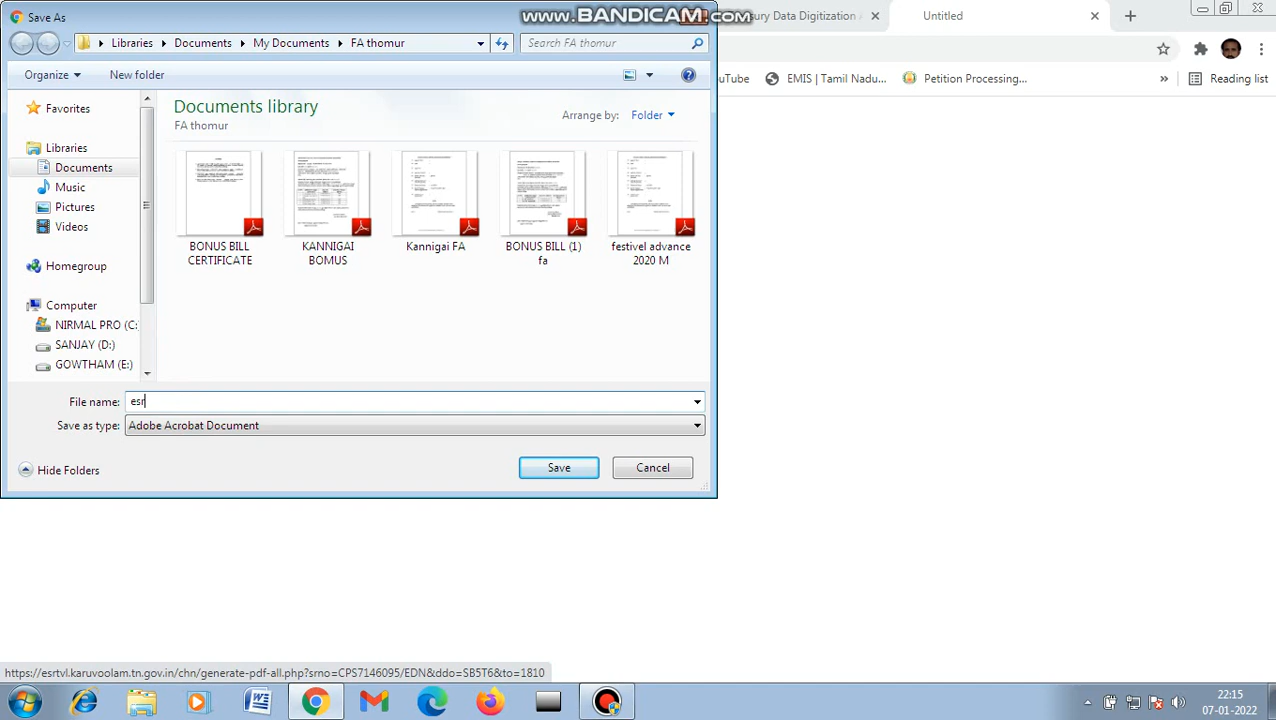 Save As
www.BANDICAM.com
sury Data Digitization
Untitled
Libraries
Documents
My Documents
FA thomur
Search FA thomur
Organize
New folder
uTube
EMIS | Tamil Nadu...
Petition Processing...
»
Reading list
Favorites
Libraries
Documents
Music
Pictures
Videos
Homegroup
Computer
NIRMAL PRO (C:
SANJAY (D:)
GOWTHAM (E:)
Documents library
FA thomur
Arrange by: Folder
BONUS BILL CERTIFICATE
KANNIGAI BOMUS
Kannigai FA
BONUS BILL (1) fa
festivel advance 2020 M
File name: esr
Save as type: Adobe Acrobat Document
Hide Folders
Save
Cancel
https://esrtvl.karuvoolam.tn.gov.in/chn/generate-pdf-all.php?srno=CPS7146095/EDN&ddo=SB5T6&to=1810
22:15
07-01-2022